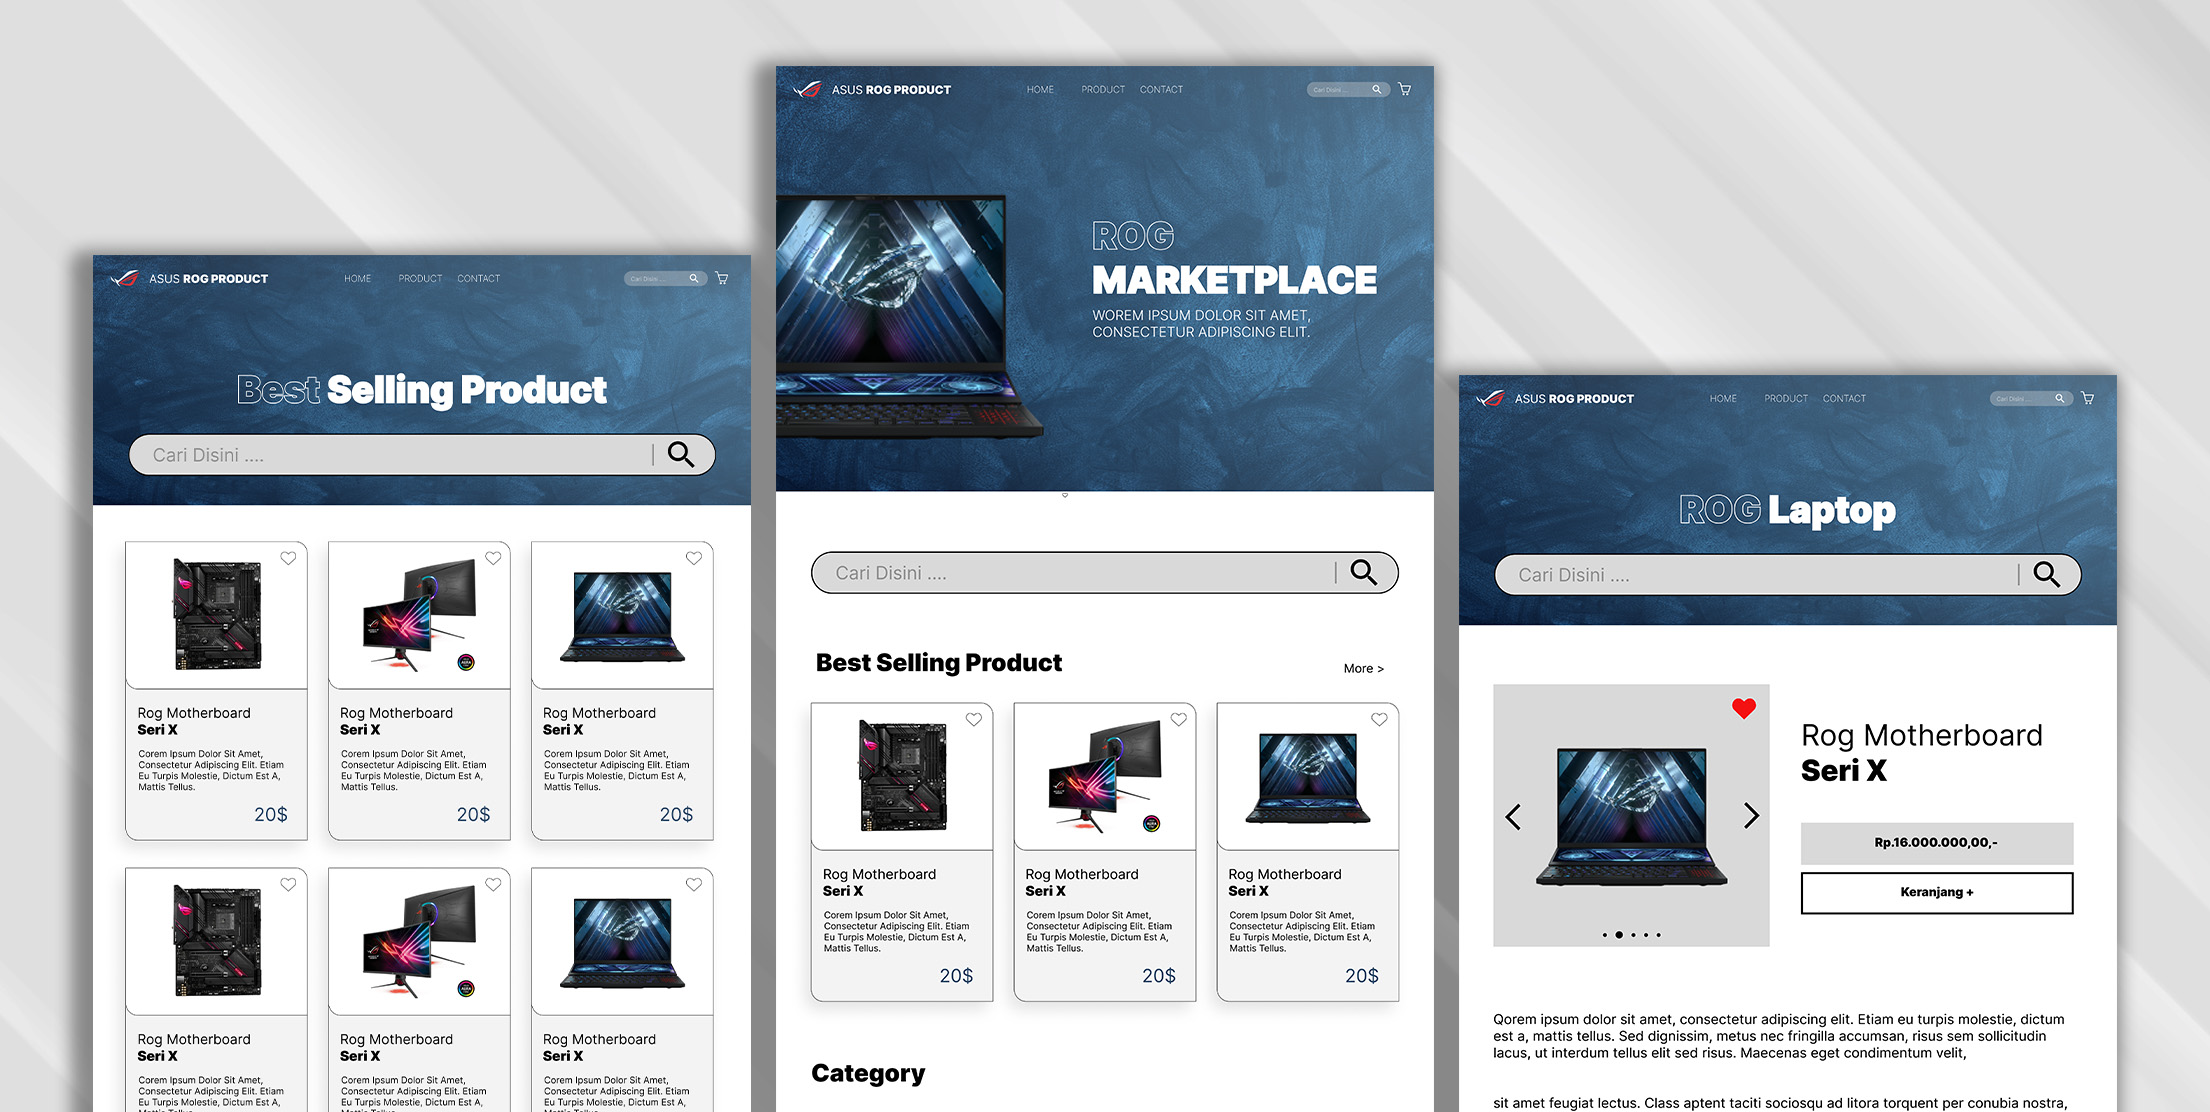 ASUS ROG PRODUCT
HOME
PRODUCT
CONTACT
Cari Disini ....
Best Selling Product
Cari Disini ....
Rog Motherboard
Seri X
Corem Ipsum Dolor Sit Amet,
Consectetur Adipiscing Elit. Etiam
Eu Turpis Molestie, Dictum Est A,
Mattis Tellus.
20$
Rog Motherboard
Seri X
Corem Ipsum Dolor Sit Amet,
Consectetur Adipiscing Elit. Etiam
Eu Turpis Molestie, Dictum Est A,
Mattis Tellus.
20$
Rog Motherboard
Seri X
Corem Ipsum Dolor Sit Amet,
Consectetur Adipiscing Elit. Etiam
Eu Turpis Molestie, Dictum Est A,
Mattis Tellus.
20$
Rog Motherboard
Seri X
Corem Ipsum Dolor Sit Amet,
Consectetur Adipiscing Elit. Etiam
Eu Turpis Molestie, Dictum Est A,
Rog Motherboard
Seri X
Corem Ipsum Dolor Sit Amet,
Consectetur Adipiscing Elit. Etiam
Eu Turpis Molestie, Dictum Est A,
Rog Motherboard
Seri X
Corem Ipsum Dolor Sit Amet,
Consectetur Adipiscing Elit. Etiam
Eu Turpis Molestie, Dictum Est A,
ASUS ROG PRODUCT
HOME
PRODUCT
CONTACT
Cari Disini ....
ROG
MARKETPLACE
WOREM IPSUM DOLOR SIT AMET,
CONSECTETUR ADIPISCING ELIT.
Cari Disini ....
Best Selling Product
More >
Rog Motherboard
Seri X
Corem Ipsum Dolor Sit Amet,
Consectetur Adipiscing Elit. Etiam
Eu Turpis Molestie, Dictum Est A,
Mattis Tellus.
20$
Rog Motherboard
Seri X
Corem Ipsum Dolor Sit Amet,
Consectetur Adipiscing Elit. Etiam
Eu Turpis Molestie, Dictum Est A,
Mattis Tellus.
20$
Rog Motherboard
Seri X
Corem Ipsum Dolor Sit Amet,
Consectetur Adipiscing Elit. Etiam
Eu Turpis Molestie, Dictum Est A,
Mattis Tellus.
20$
Category
ASUS ROG PRODUCT
HOME
PRODUCT
CONTACT
Cari Disini ....
ROG Laptop
Cari Disini ....
Rog Motherboard
Seri X
Rp.16.000.000,00,-
Keranjang +
Qorem ipsum dolor sit amet, consectetur adipiscing elit. Etiam eu turpis molestie, dictum
est a, mattis tellus. Sed dignissim, metus nec fringilla accumsan, risus sem sollicitudin
lacus, ut interdum tellus elit sed risus. Maecenas eget condimentum velit,
sit amet feugiat lectus. Class aptent taciti sociosqu ad litora torquent per conubia nostra,